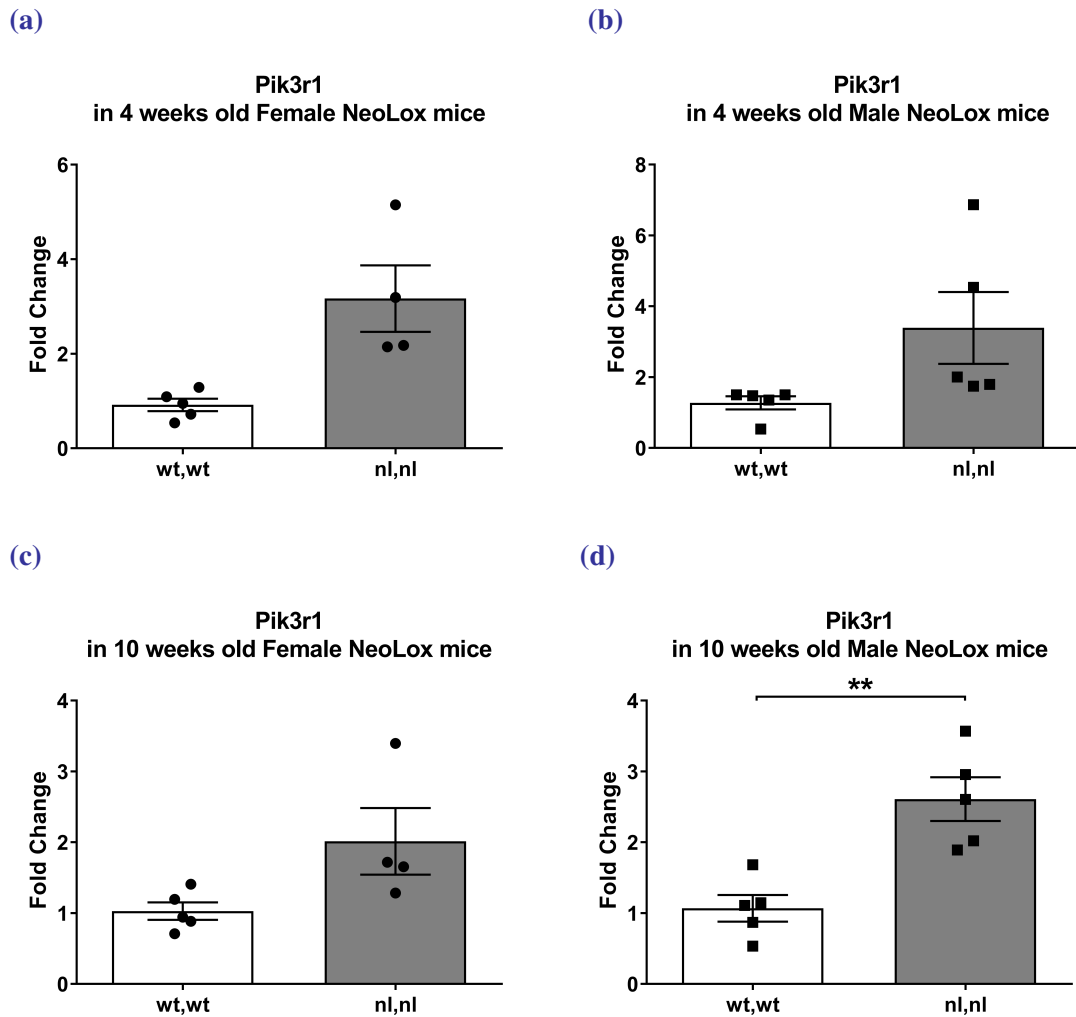 (a)
Pik3r1
in 4 weeks old Female NeoLox mice
Fold Change
6
4
2
0
wt,wt
nl,nl
(b)
Pik3r1
in 4 weeks old Male NeoLox mice
Fold Change
8
6
4
2
0
wt,wt
nl,nl
(c)
Pik3r1
in 10 weeks old Female NeoLox mice
Fold Change
4
3
2
1
0
wt,wt
nl,nl
(d)
Pik3r1
in 10 weeks old Male NeoLox mice
**
Fold Change
4
3
2
1
0
wt,wt
nl,nl